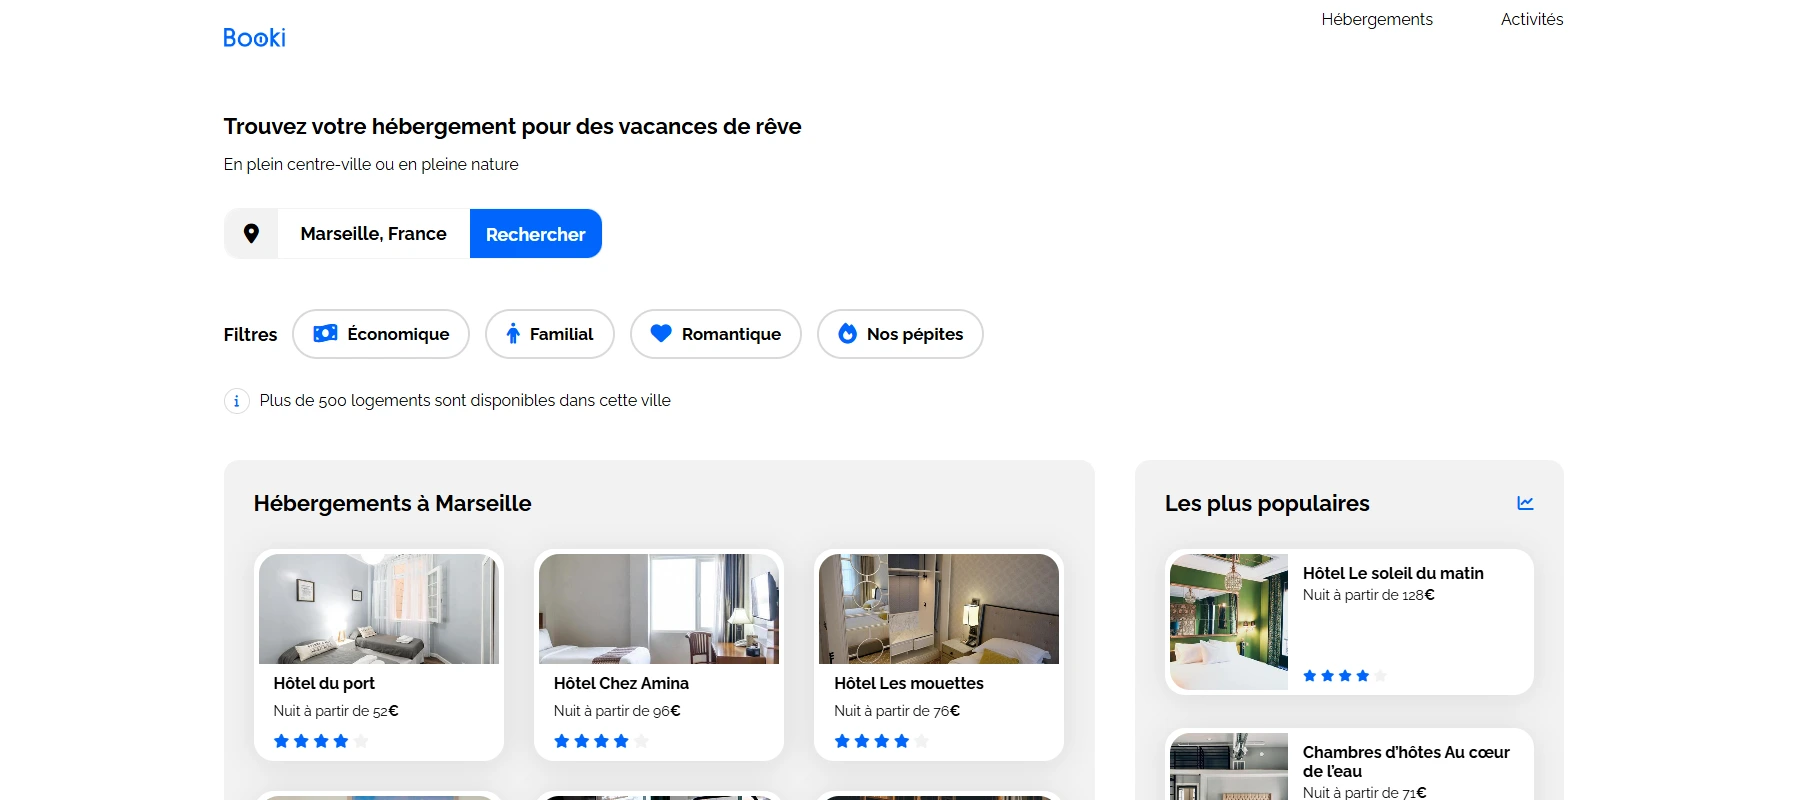 Booki
Hébergements
Activités
Trouvez votre hébergement pour des vacances de rêve
En plein centre-ville ou en pleine nature
Marseille, France
Rechercher
Filtres
Économique
Familial
Romantique
Nos pépites
Plus de 500 logements sont disponibles dans cette ville
Hébergements à Marseille
Hôtel du port
Nuit à partir de 52€
Hôtel Chez Amina
Nuit à partir de 96€
Hôtel Les mouettes
Nuit à partir de 76€
Les plus populaires
Hôtel Le soleil du matin
Nuit à partir de 128€
Chambres d’hôtes Au cœur
de l’eau
Nuit à partir de 71€